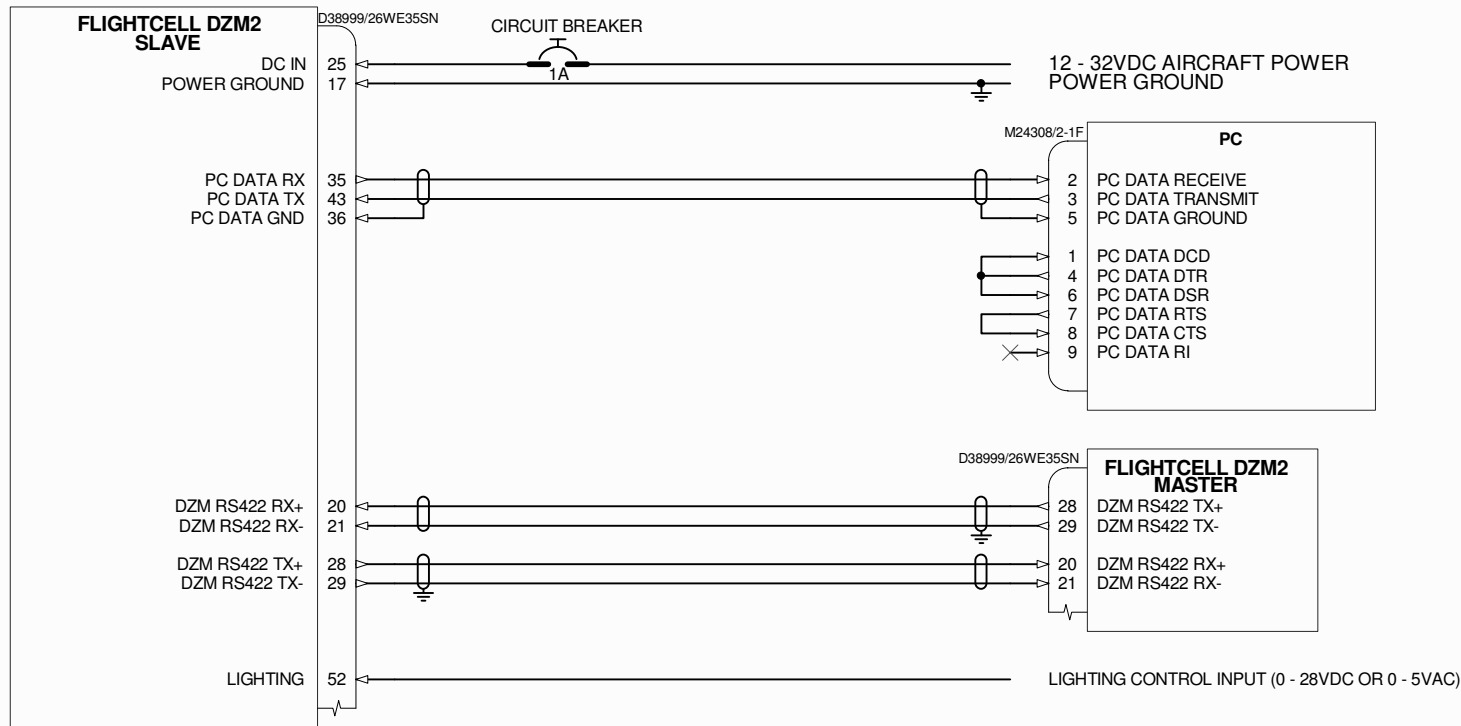 FLIGHTCELL DZM2
SLAVE
D38999/26WE35SN
CIRCUIT BREAKER
DC IN 25
1A
12 - 32VDC AIRCRAFT POWER
POWER GROUND 17
POWER GROUND
M24308/2-1F
PC
PC DATA RX 35
2 PC DATA RECEIVE
PC DATA TX 43
3 PC DATA TRANSMIT
PC DATA GND 36
5 PC DATA GROUND
1 PC DATA DCD
4 PC DATA DTR
6 PC DATA DSR
7 PC DATA RTS
8 PC DATA CTS
9 PC DATA RI
D38999/26WE35SN
FLIGHTCELL DZM2
MASTER
DZM RS422 RX+ 20
28 DZM RS422 TX+
DZM RS422 RX- 21
29 DZM RS422 TX-
DZM RS422 TX+ 28
20 DZM RS422 RX+
DZM RS422 TX- 29
21 DZM RS422 RX-
LIGHTING 52
LIGHTING CONTROL INPUT (0 - 28VDC OR 0 - 5VAC)